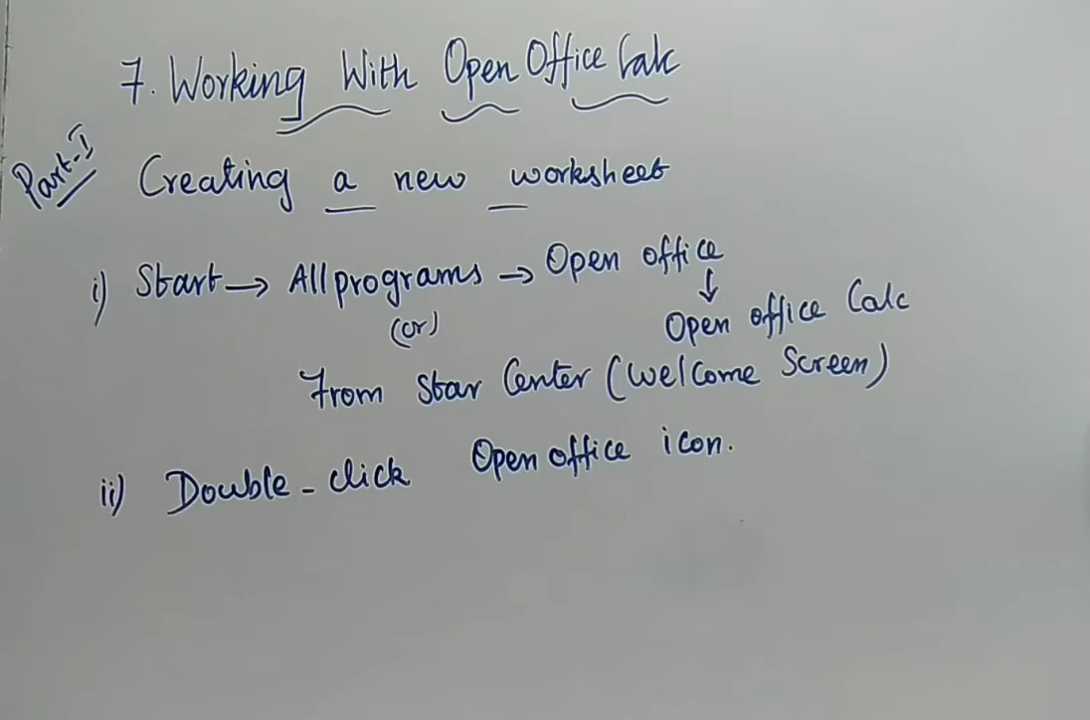 7. Working With Open Office Calc
Part-I
Creating a new worksheet
i) Start → All programs → Open office
↓
(or) Open office Calc
From Star Center (Welcome Screen)
ii) Double-click Open office icon.